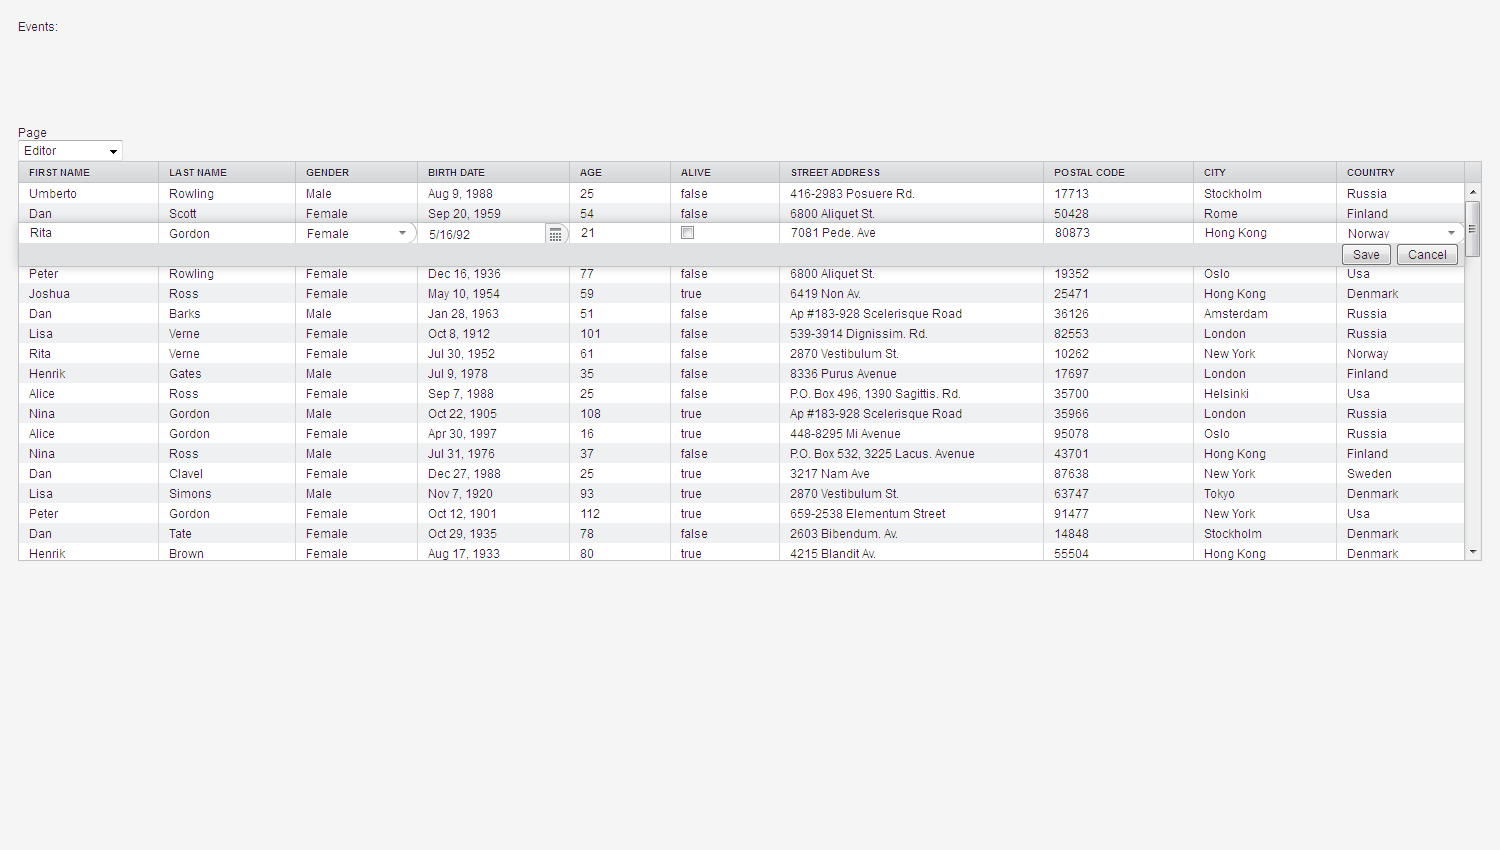 Events:
Page
Editor
FIRST NAME LAST NAME GENDER BIRTH DATE AGE ALIVE STREET ADDRESS POSTAL CODE CITY COUNTRY
Umberto Rowling Male Aug 9, 1988 25 false 416-2983 Posuere Rd. 17713 Stockholm Russia
Dan Scott Female Sep 20, 1959 54 false 6800 Aliquet St. 50428 Rome Finland
Rita Gordon Female 5/16/92 21 7081 Pede. Ave 80873 Hong Kong Norway
Save Cancel
Peter Rowling Female Dec 16, 1936 77 false 6800 Aliquet St. 19352 Oslo Usa
Joshua Ross Female May 10, 1954 59 true 6419 Non Av. 25471 Hong Kong Denmark
Dan Barks Male Jan 28, 1963 51 false Ap #183-928 Scelerisque Road 36126 Amsterdam Russia
Lisa Verne Female Oct 8, 1912 101 false 539-3914 Dignissim. Rd. 82553 London Russia
Rita Verne Female Jul 30, 1952 61 false 2870 Vestibulum St. 10262 New York Norway
Henrik Gates Male Jul 9, 1978 35 false 8336 Purus Avenue 17697 London Finland
Alice Ross Female Sep 7, 1988 25 false P.O. Box 496, 1390 Sagittis. Rd. 35700 Helsinki Usa
Nina Gordon Male Oct 22, 1905 108 true Ap #183-928 Scelerisque Road 35966 London Russia
Alice Gordon Female Apr 30, 1997 16 true 448-8295 Mi Avenue 95078 Oslo Russia
Nina Ross Male Jul 31, 1976 37 false P.O. Box 532, 3225 Lacus. Avenue 43701 Hong Kong Finland
Dan Clavel Female Dec 27, 1988 25 true 3217 Nam Ave 87638 New York Sweden
Lisa Simons Male Nov 7, 1920 93 true 2870 Vestibulum St. 63747 Tokyo Denmark
Peter Gordon Female Oct 12, 1901 112 true 659-2538 Elementum Street 91477 New York Usa
Dan Tate Female Oct 29, 1935 78 false 2603 Bibendum. Av. 14848 Stockholm Denmark
Henrik Brown Female Aug 17, 1933 80 true 4215 Blandit Av. 55504 Hong Kong Denmark